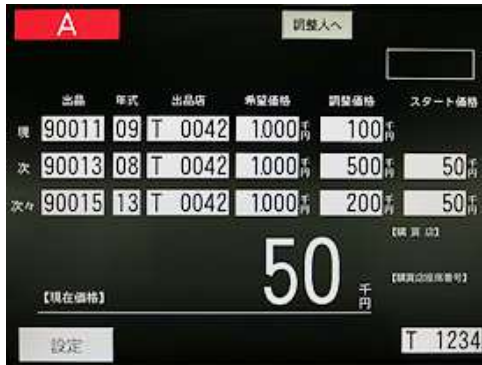 A 調整人へ
出品 年式 出品店 希望価格 調整価格 スタート価格
現 90011 09 T 0042 1.000千円 100千円
次 90013 08 T 0042 1.000千円 500千円 50千円
次々 90015 13 T 0042 1.000千円 200千円 50千円
【購買店】
50千円
【現在価格】
【購買店座席番号】
設定 T 1234